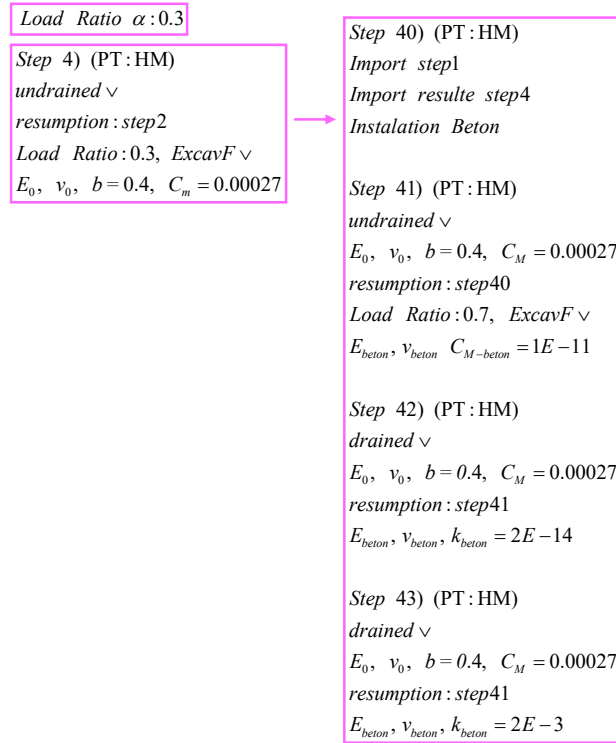 Load Ratio α:0.3
Step 4) (PT:HM)
undrained ∨
resumption:step2
Load Ratio:0.3, ExcavF ∨
E₀, ν₀, b=0.4, Cₘ = 0.00027
Step 40) (PT:HM)
Import step1
Import resulte step4
Instalation Beton
Step 41) (PT:HM)
undrained ∨
E₀, ν₀, b=0.4, C_M = 0.00027
resumption:step40
Load Ratio:0.7, ExcavF ∨
E_beton, ν_beton C_M−beton = 1E−11
Step 42) (PT:HM)
drained ∨
E₀, ν₀, b=0.4, C_M = 0.00027
resumption:step41
E_beton, ν_beton, k_beton = 2E−14
Step 43) (PT:HM)
drained ∨
E₀, ν₀, b=0.4, C_M = 0.00027
resumption:step41
E_beton, ν_beton, k_beton = 2E−3